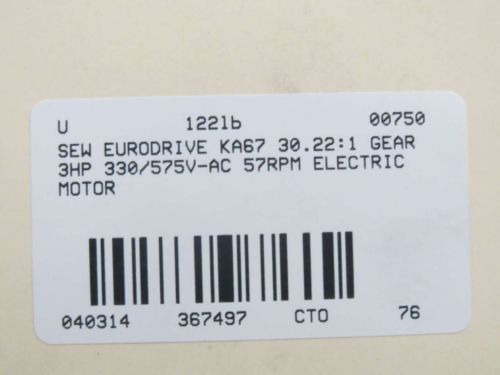 U 122lb 00750
SEW EURODRIVE KA67 30.22:1 GEAR
3HP 330/575V-AC 57RPM ELECTRIC
MOTOR
040314 367497 CTO 76